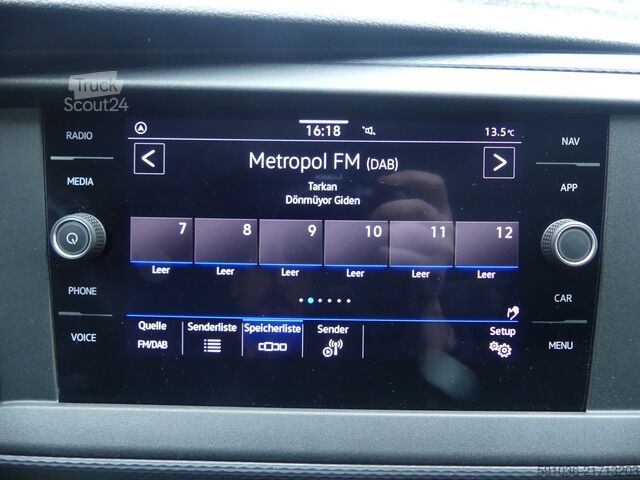 Truck
Scout24
RADIO
MEDIA
PHONE
VOICE
NAV
APP
CAR
MENU
16:18
13.5°C
Metropol FM (DAB)
Tarkan
Dönmüyor Giden
7 8 9 10 11 12
Leer Leer Leer Leer Leer Leer
Quelle Senderliste Speicherliste Sender Setup
FM/DAB
591036-21713203